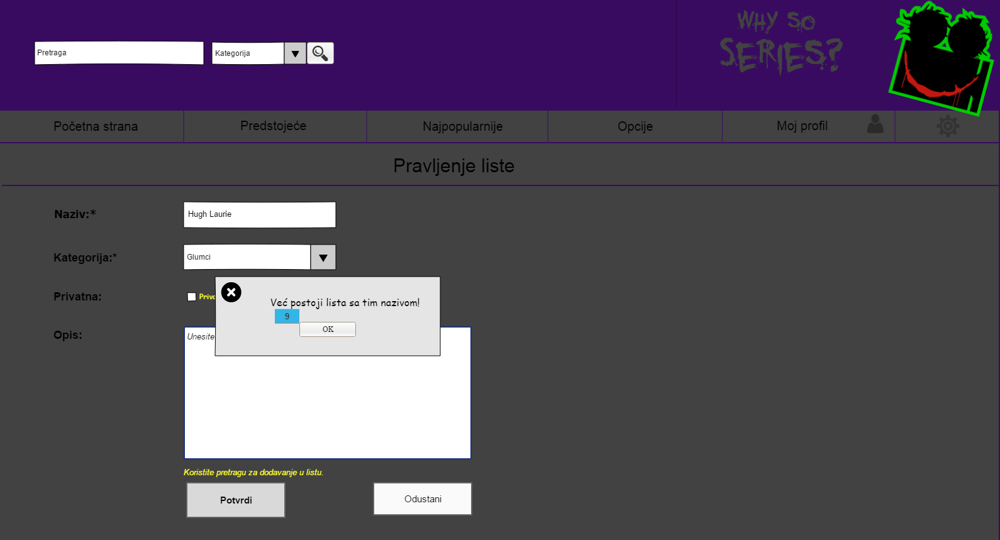 WHY SO
SERIES?
Pretraga
Kategorija
Početna strana
Predstojeće
Najpopularnije
Opcije
Moj profil
Pravljenje liste
Naziv:*
Hugh Laurie
Kategorija:*
Glumci
Privatna:
Već postoji lista sa tim nazivom!
9
OK
Opis:
Unesite
Koristite pretragu za dodavanje u listu.
Potvrdi
Odustani